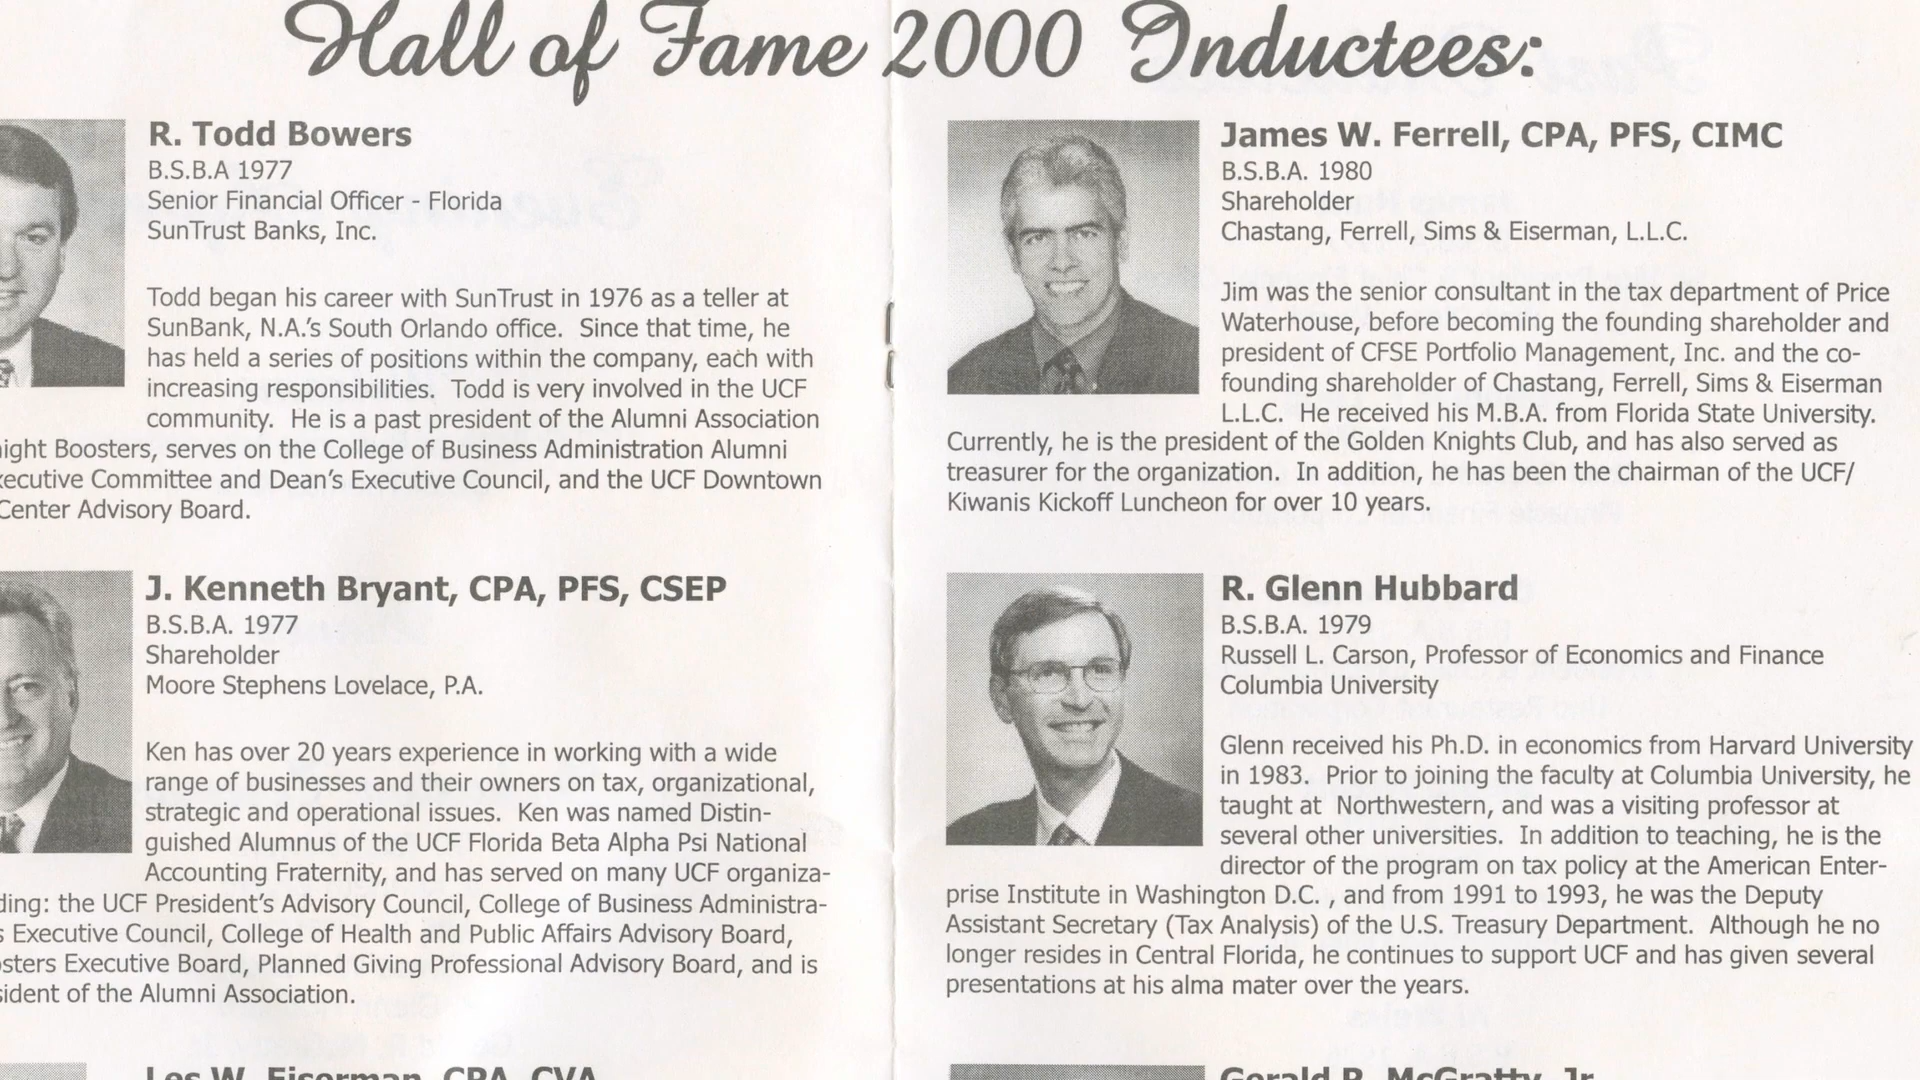 Hall of Fame 2000 Inductees:
R. Todd Bowers
B.S.B.A 1977
Senior Financial Officer - Florida
SunTrust Banks, Inc.
Todd began his career with SunTrust in 1976 as a teller at
SunBank, N.A.'s South Orlando office. Since that time, he
has held a series of positions within the company, each with
increasing responsibilities. Todd is very involved in the UCF
community. He is a past president of the Alumni Association
Boosters, serves on the College of Business Administration Alumni
Committee and Dean's Executive Council, and the UCF Downtown
Center Advisory Board.
J. Kenneth Bryant, CPA, PFS, CSEP
B.S.B.A. 1977
Shareholder
Moore Stephens Lovelace, P.A.
Ken has over 20 years experience in working with a wide
range of businesses and their owners on tax, organizational,
strategic and operational issues. Ken was named Distin-
guished Alumnus of the UCF Florida Beta Alpha Psi National
Accounting Fraternity, and has served on many UCF organiza-
ding: the UCF President's Advisory Council, College of Business Administra-
s Executive Council, College of Health and Public Affairs Advisory Board,
osters Executive Board, Planned Giving Professional Advisory Board, and is
sident of the Alumni Association.
Les W. Eiserman, CPA, CVA
James W. Ferrell, CPA, PFS, CIMC
B.S.B.A. 1980
Shareholder
Chastang, Ferrell, Sims & Eiserman, L.L.C.
Jim was the senior consultant in the tax department of Price
Waterhouse, before becoming the founding shareholder and
president of CFSE Portfolio Management, Inc. and the co-
founding shareholder of Chastang, Ferrell, Sims & Eiserman
L.L.C. He received his M.B.A. from Florida State University.
Currently, he is the president of the Golden Knights Club, and has also served as
treasurer for the organization. In addition, he has been the chairman of the UCF/
Kiwanis Kickoff Luncheon for over 10 years.
R. Glenn Hubbard
B.S.B.A. 1979
Russell L. Carson, Professor of Economics and Finance
Columbia University
Glenn received his Ph.D. in economics from Harvard University
in 1983. Prior to joining the faculty at Columbia University, he
taught at Northwestern, and was a visiting professor at
several other universities. In addition to teaching, he is the
director of the program on tax policy at the American Enter-
prise Institute in Washington D.C. , and from 1991 to 1993, he was the Deputy
Assistant Secretary (Tax Analysis) of the U.S. Treasury Department. Although he no
longer resides in Central Florida, he continues to support UCF and has given several
presentations at his alma mater over the years.
Gerald R. McGratty, Jr.